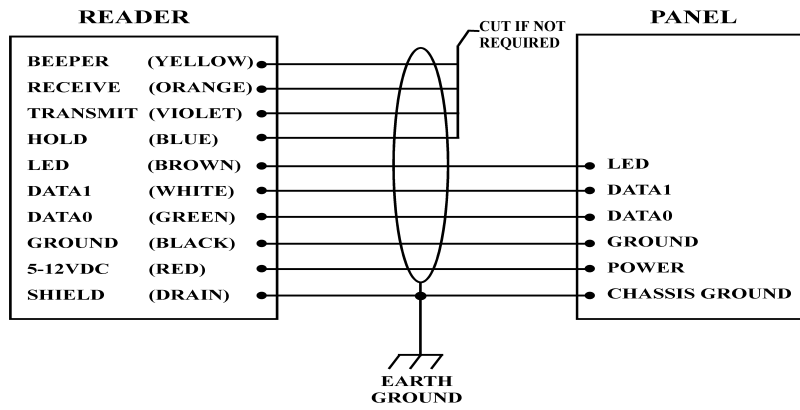 READER
PANEL
CUT IF NOT
REQUIRED
BEEPER (YELLOW)
RECEIVE (ORANGE)
TRANSMIT (VIOLET)
HOLD (BLUE)
LED (BROWN) LED
DATA1 (WHITE) DATA1
DATA0 (GREEN) DATA0
GROUND (BLACK) GROUND
5-12VDC (RED) POWER
SHIELD (DRAIN) CHASSIS GROUND
EARTH
GROUND